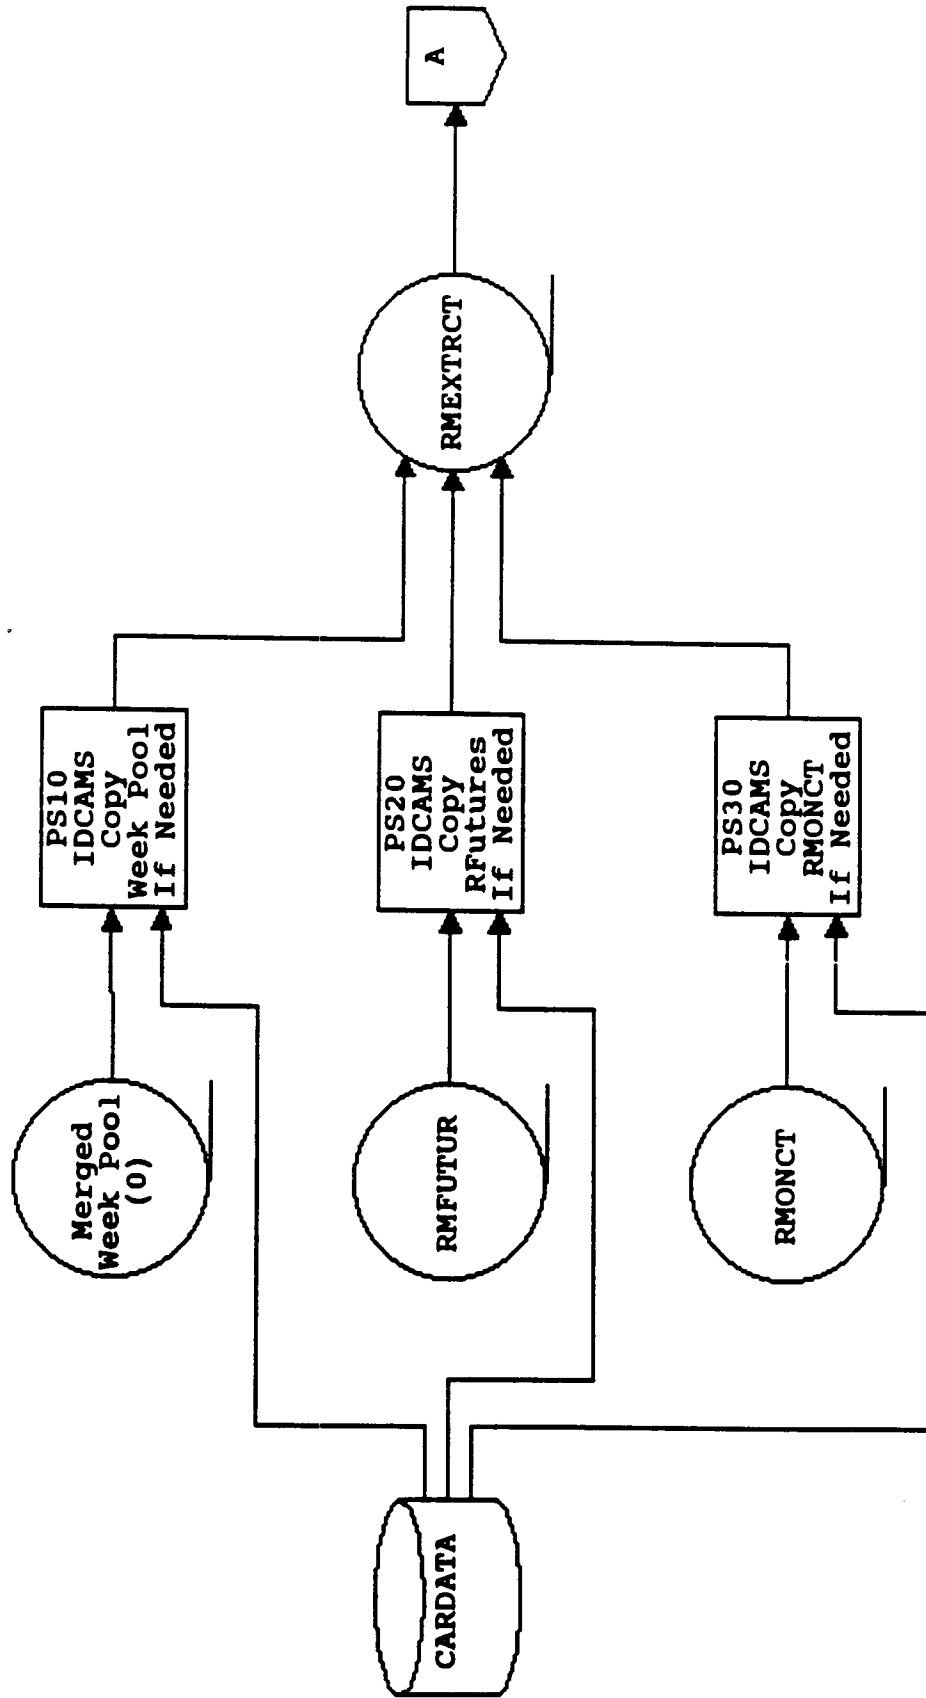 CARDATA
Merged
Week Pool
(0)
PS10
IDCAMS
Copy
Week Pool
If Needed
RMFUTUR
PS20
IDCAMS
Copy
RFutures
If Needed
RMONCT
PS30
IDCAMS
Copy
RMONCT
If Needed
RMEXTRCT
A